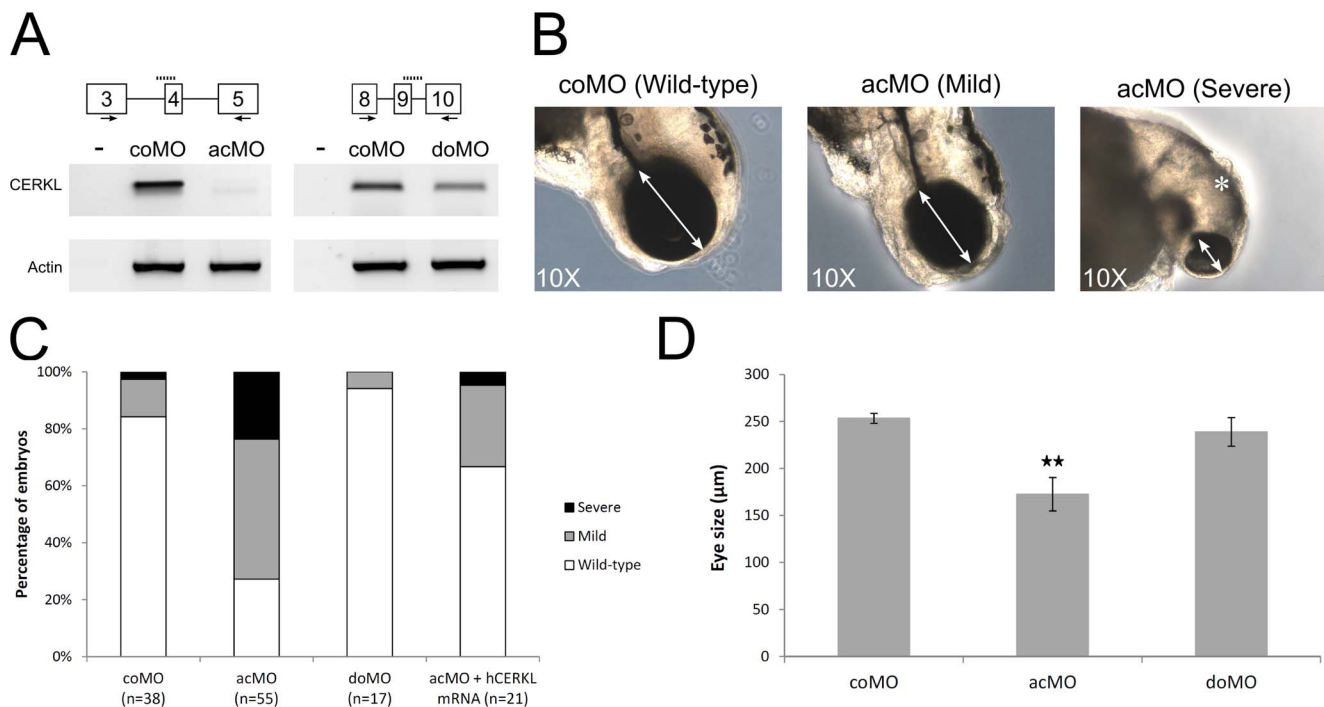 A
3 4 5
8 9 10
- coMO acMO
- coMO doMO
CERKL
Actin
B
coMO (Wild-type)
acMO (Mild)
acMO (Severe)
10X
10X
*
10X
C
Percentage of embryos
100%
80%
60%
40%
20%
0%
coMO
(n=38)
acMO
(n=55)
doMO
(n=17)
acMO + hCERKL
mRNA (n=21)
Severe
Mild
Wild-type
D
Eye size (µm)
300
250
200
150
100
50
0
★★
coMO
acMO
doMO